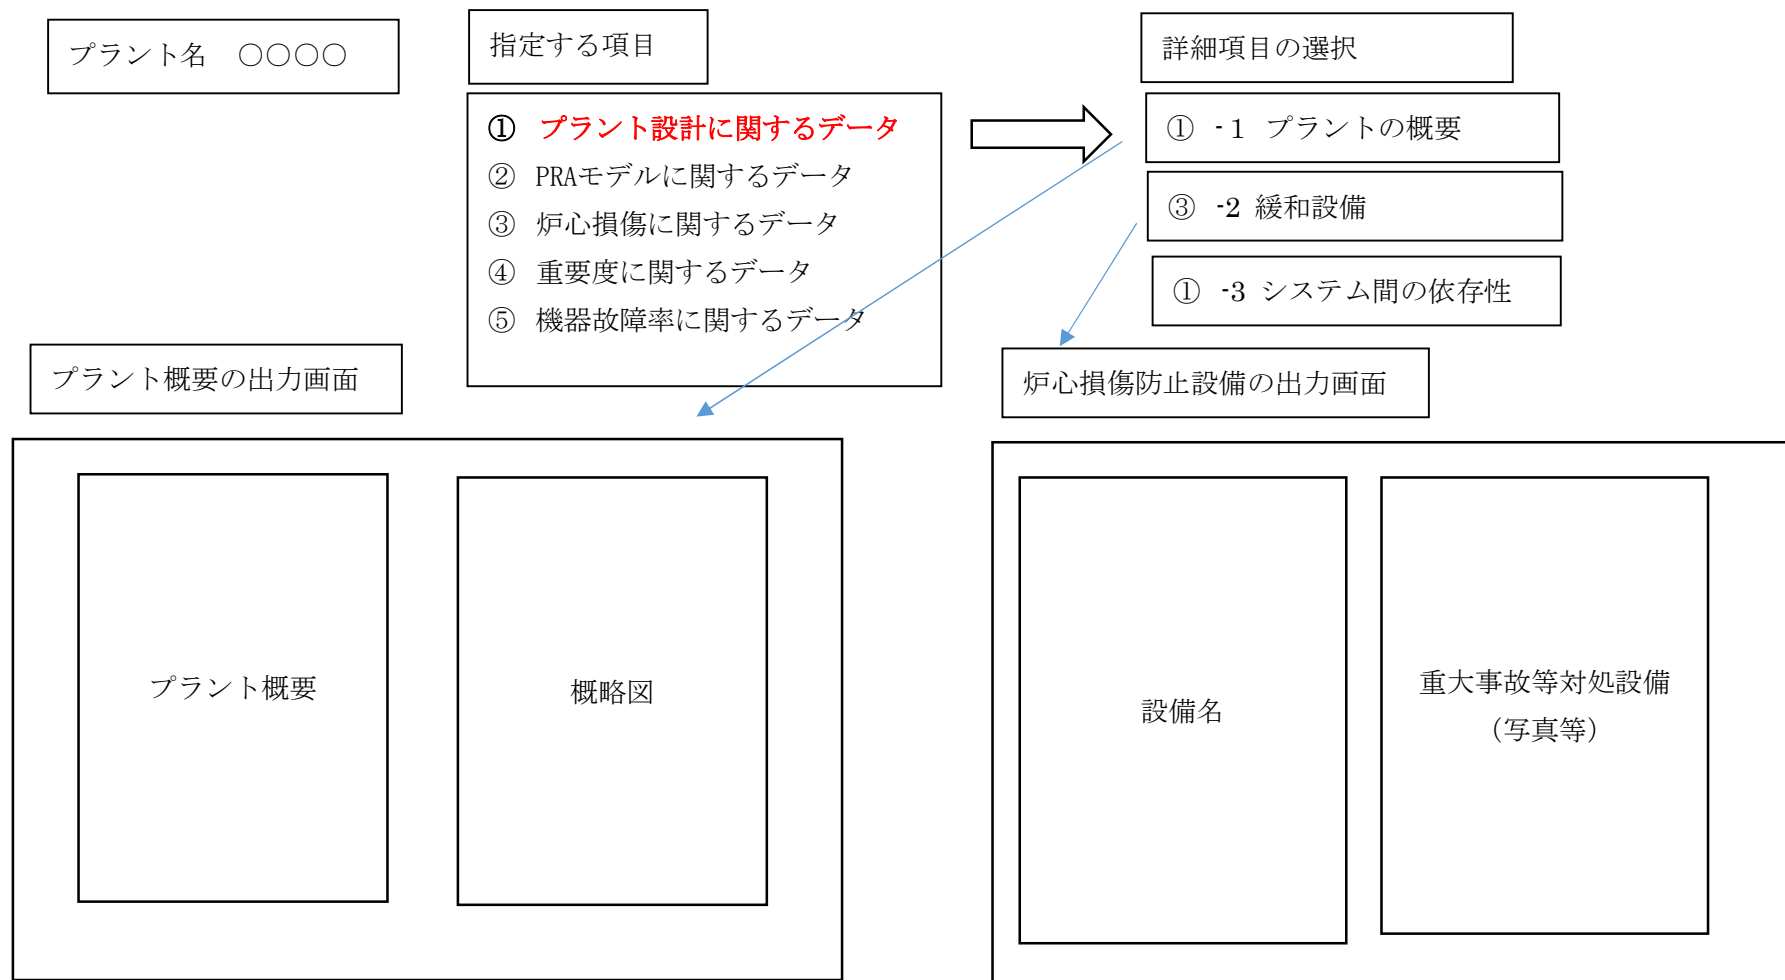 プラント名　○○○○
指定する項目
① プラント設計に関するデータ
② PRAモデルに関するデータ
③ 炉心損傷に関するデータ
④ 重要度に関するデータ
⑤ 機器故障率に関するデータ
詳細項目の選択
① -1 プラントの概要
③ -2 緩和設備
① -3 システム間の依存性
プラント概要の出力画面
プラント概要
概略図
炉心損傷防止設備の出力画面
設備名
重大事故等対処設備
（写真等）